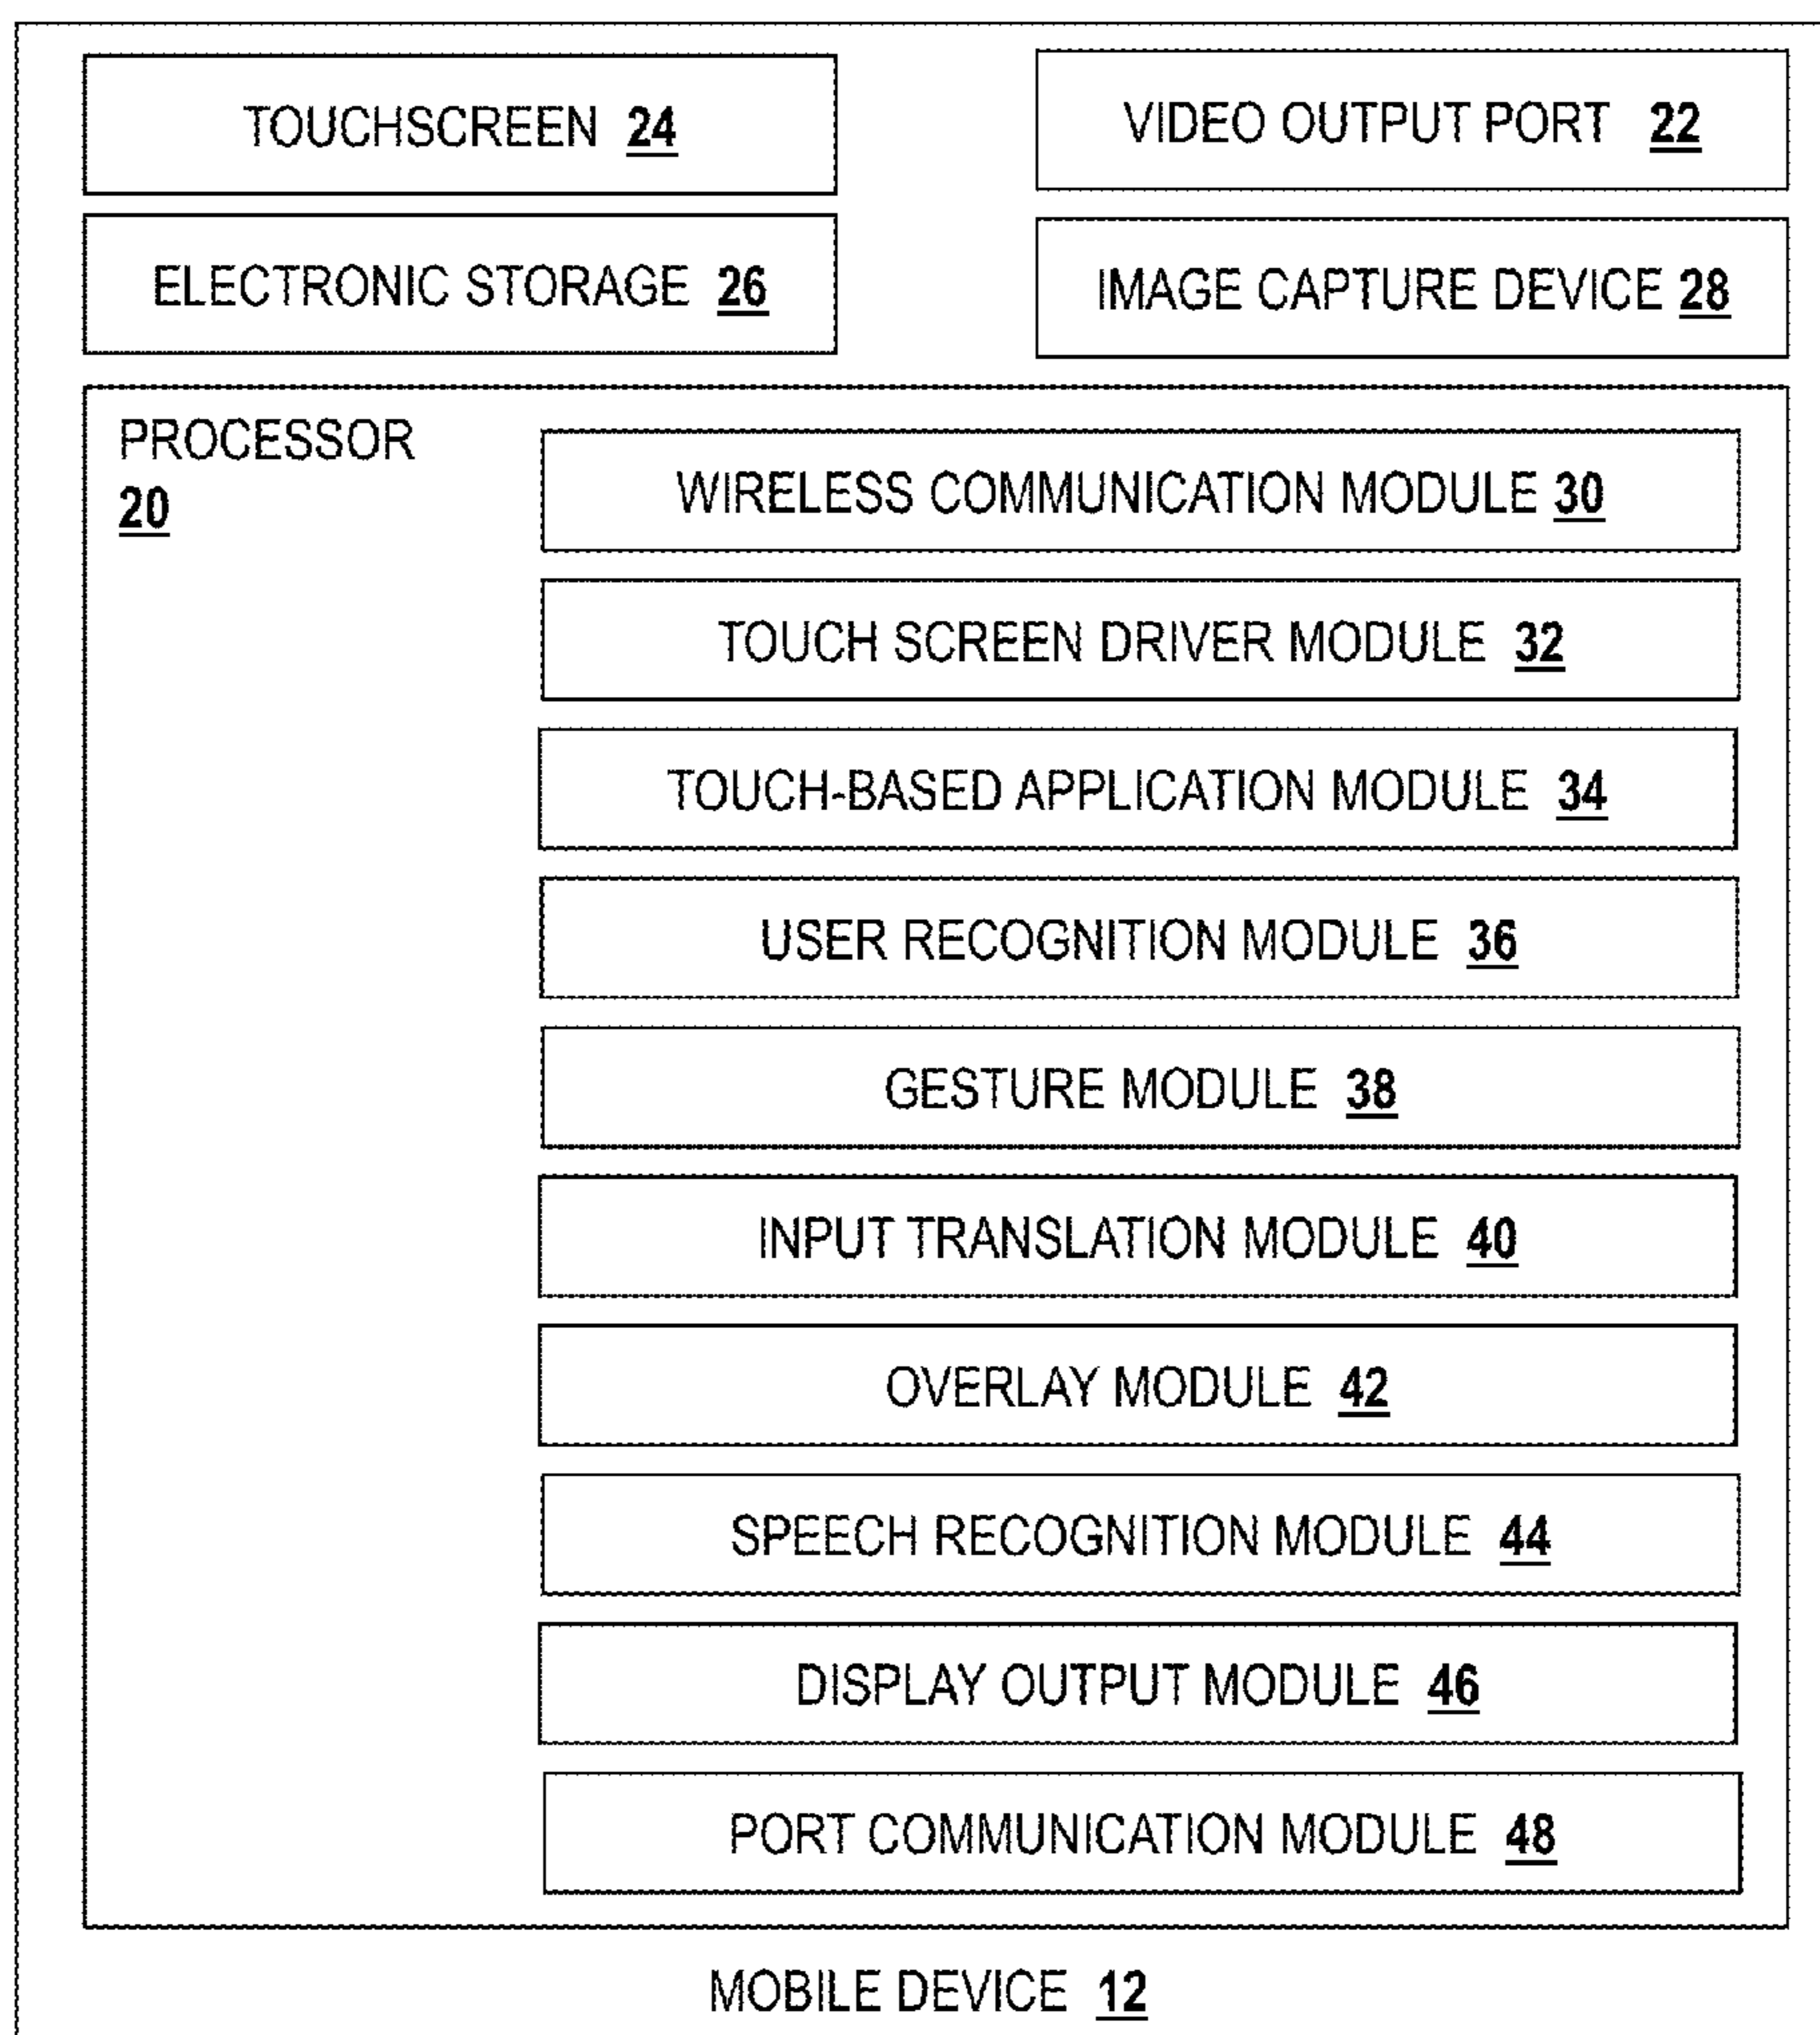 TOUCHSCREEN 24
VIDEO OUTPUT PORT 22
ELECTRONIC STORAGE 26
IMAGE CAPTURE DEVICE 28
PROCESSOR
20
WIRELESS COMMUNICATION MODULE 30
TOUCH SCREEN DRIVER MODULE 32
TOUCH-BASED APPLICATION MODULE 34
USER RECOGNITION MODULE 36
GESTURE MODULE 38
INPUT TRANSLATION MODULE 40
OVERLAY MODULE 42
SPEECH RECOGNITION MODULE 44
DISPLAY OUTPUT MODULE 46
PORT COMMUNICATION MODULE 48
MOBILE DEVICE 12